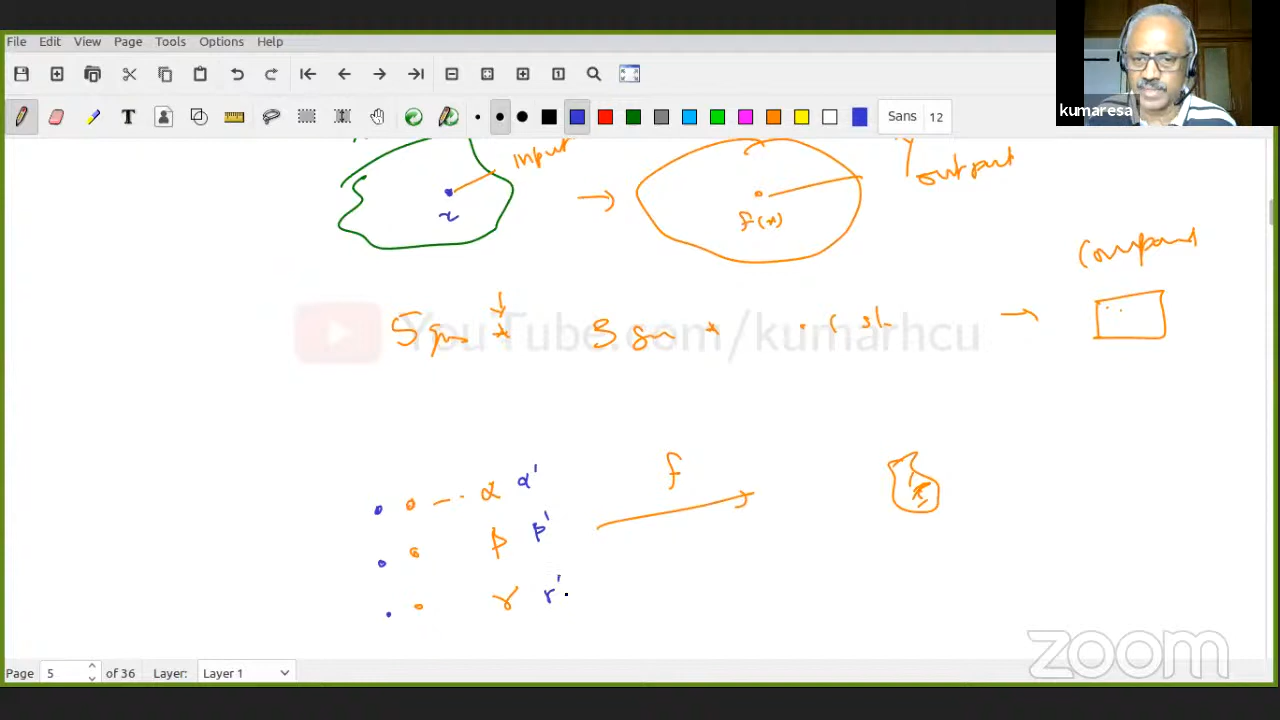 File Edit View Page Tools Options Help
kumaresa
Sans 12
input
output
x
f(x)
YouTube.com/kumarhcu
5 *
*
→
f
α α'
β β'
γ r'
zoom
Page 5 of 36 Layer: Layer 1